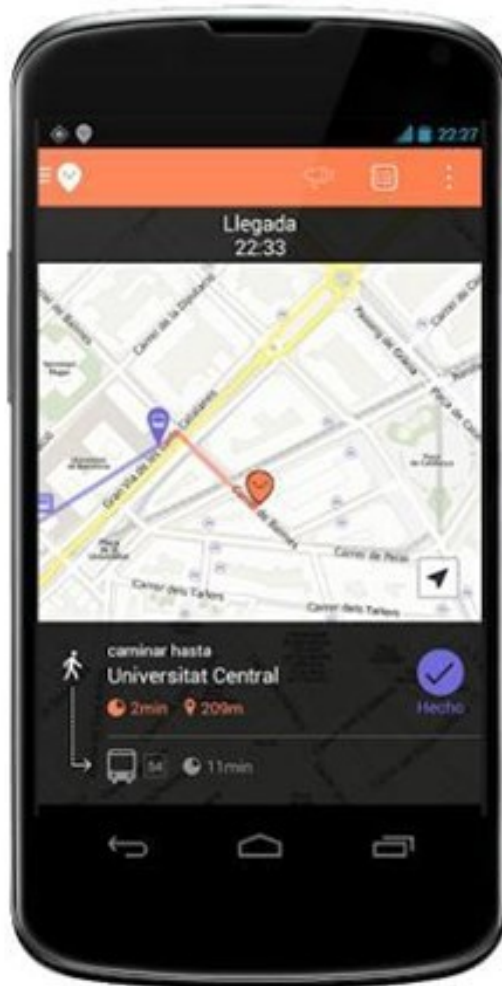 22:27
Llegada
22:33
Carrer de la Diputació
Passeig de Gràcia
Gran Via de les Catalanes
Carrer de Pelai
Carrer dels Tallers
Carrer dels Tallers
caminar hasta
Universitat Central
2min 209m
Hecho
54 11min